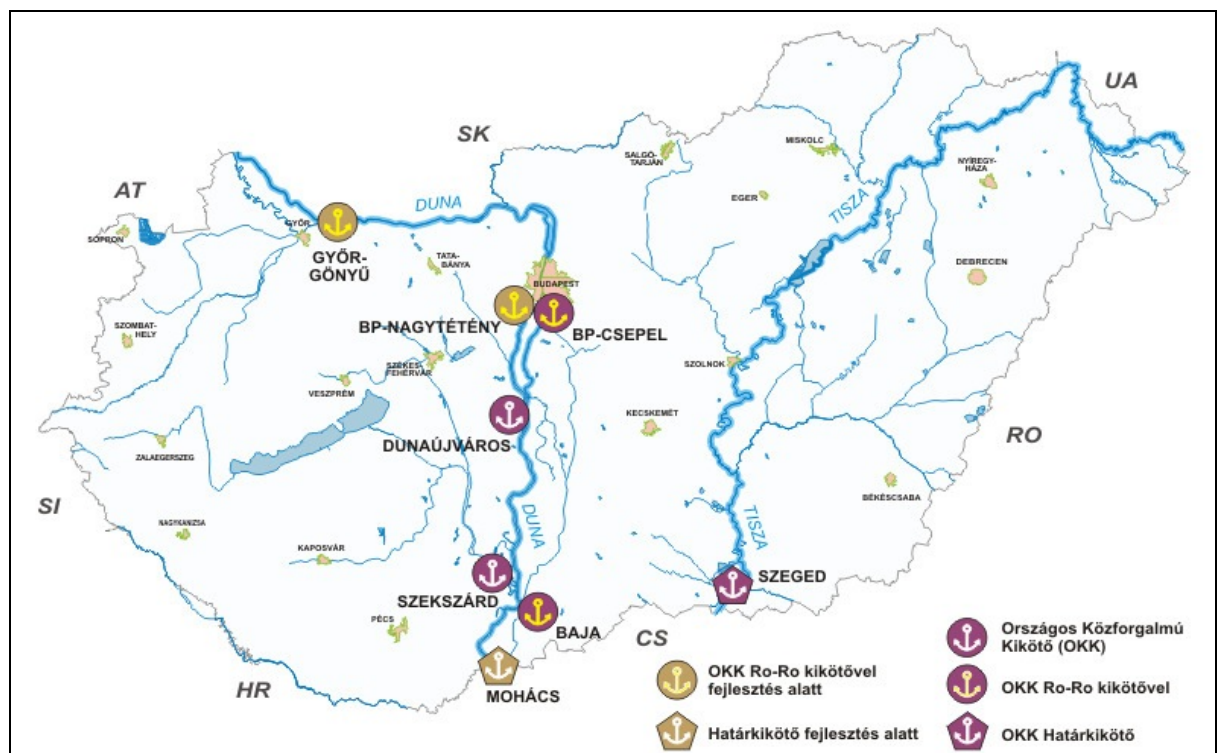 UA
SK
SALGÓ-
TARJÁN
MISKOLC
NYÍREGY-
HÁZA
AT
DUNA
TISZA
EGER
SOPRON
GYŐR
GYŐR-
GÖNYŰ
TATA-
BÁNYA
BUDAPEST
DEBRECEN
BP-NAGYTÉTÉNY
BP-CSEPEL
SZOMBAT-
HELY
SZÉKES-
FEHÉRVÁR
SZOLNOK
VESZPRÉM
KECSKEMÉT
DUNAÚJVÁROS
RO
ZALAEGERSZEG
BÉKÉSCSABA
SI
NAGYKANIZSA
DUNA
TISZA
KAPOSVÁR
SZEGED
SZEKSZÁRD
PÉCS
BAJA
CS
HR
MOHÁCS
OKK Ro-Ro kikötővel
fejlesztés alatt
Határkikötő fejlesztés alatt
Országos Közforgalmú
Kikötő (OKK)
OKK Ro-Ro kikötővel
OKK Határkikötő